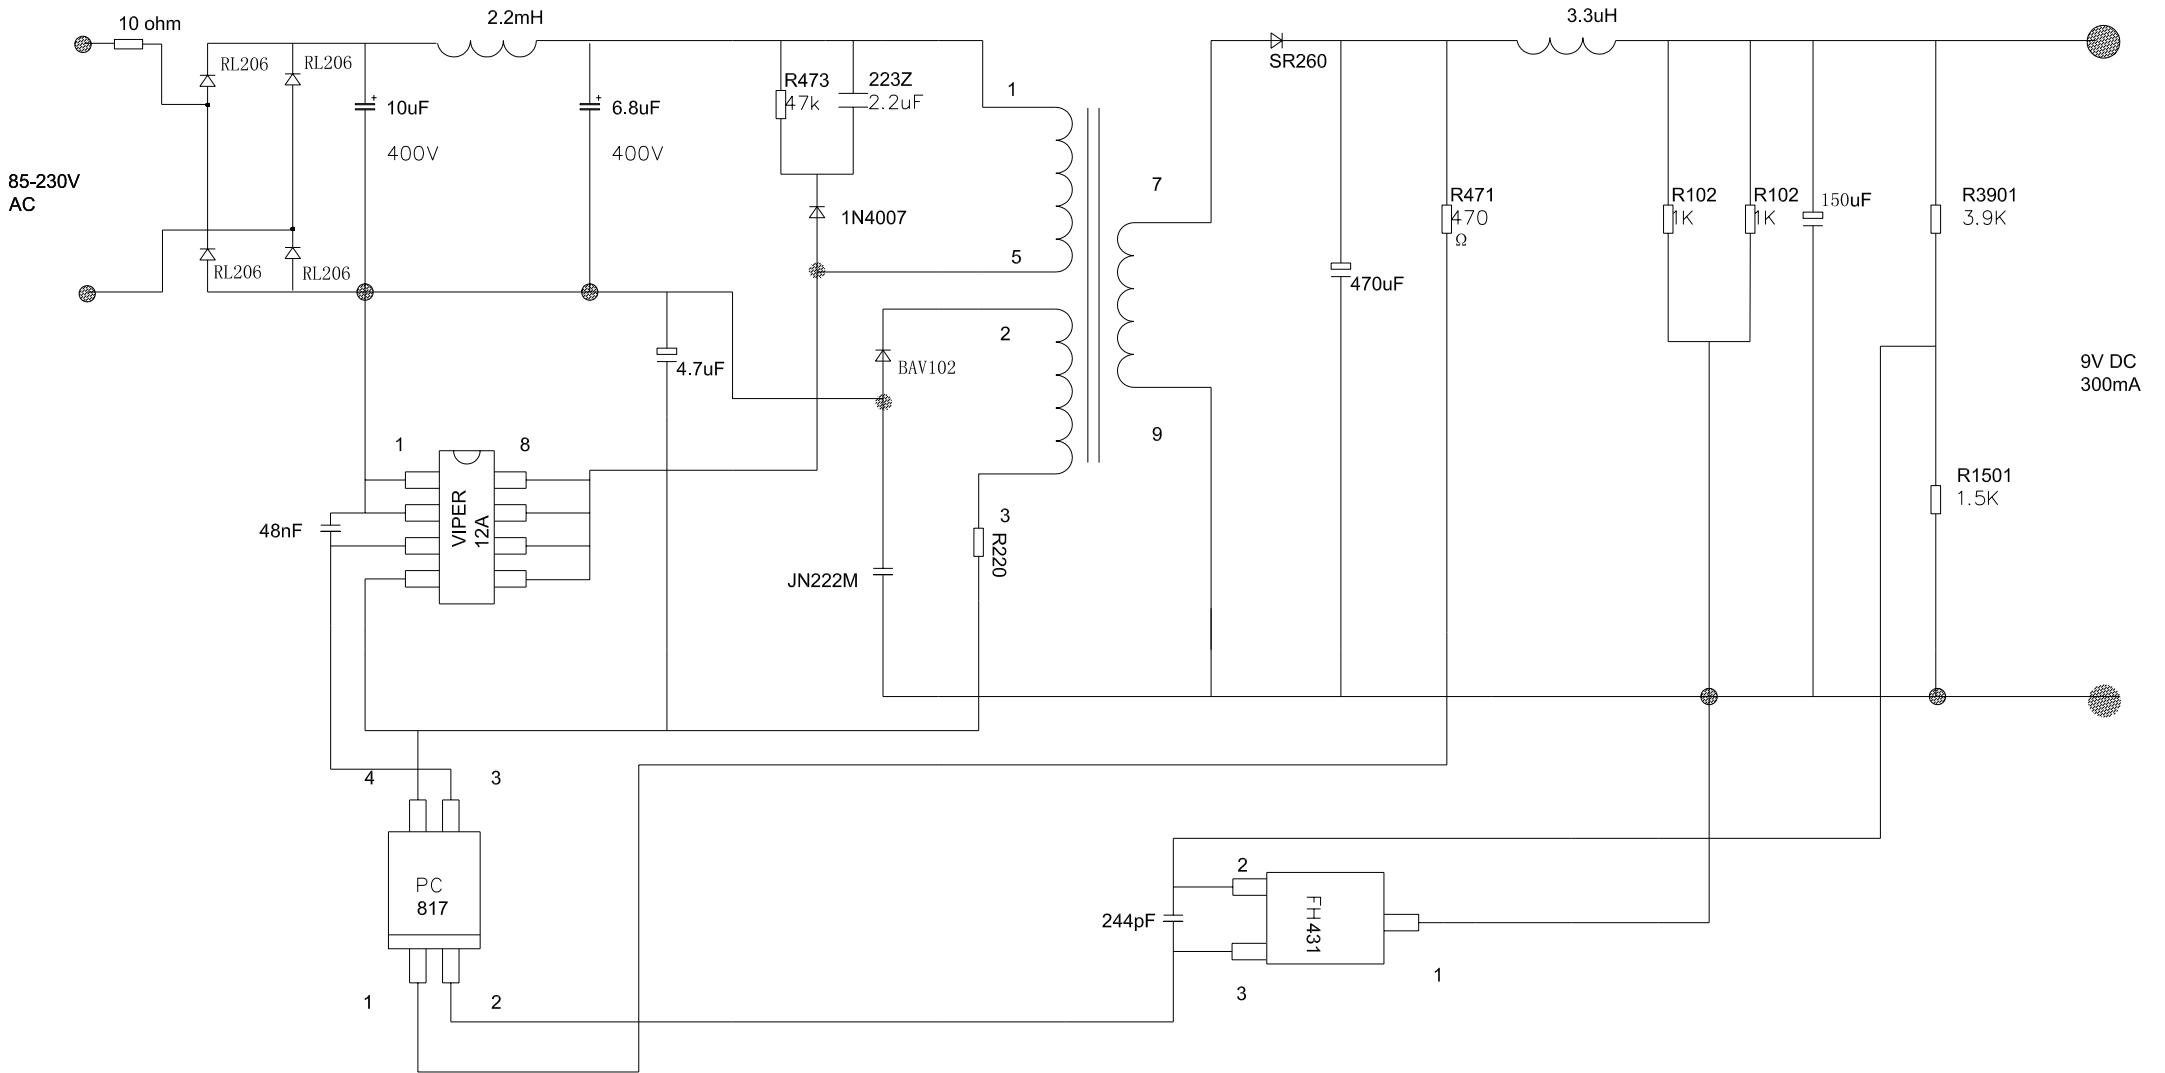 10 ohm
2.2mH
3.3uH
RL206
RL206
R473
47k
223Z
2.2uF
SR260
+
10uF
400V
+
6.8uF
400V
1
85-230V
AC
7
R471
470
Ω
R102
1K
R102
1K
150uF
R3901
3.9K
1N4007
5
RL206
RL206
470uF
2
4.7uF
BAV102
9V DC
300mA
1
8
9
R1501
1.5K
48nF
VIPER
12A
3
R220
JN222M
4
3
PC
817
2
244pF
FH431
1
1
2
3